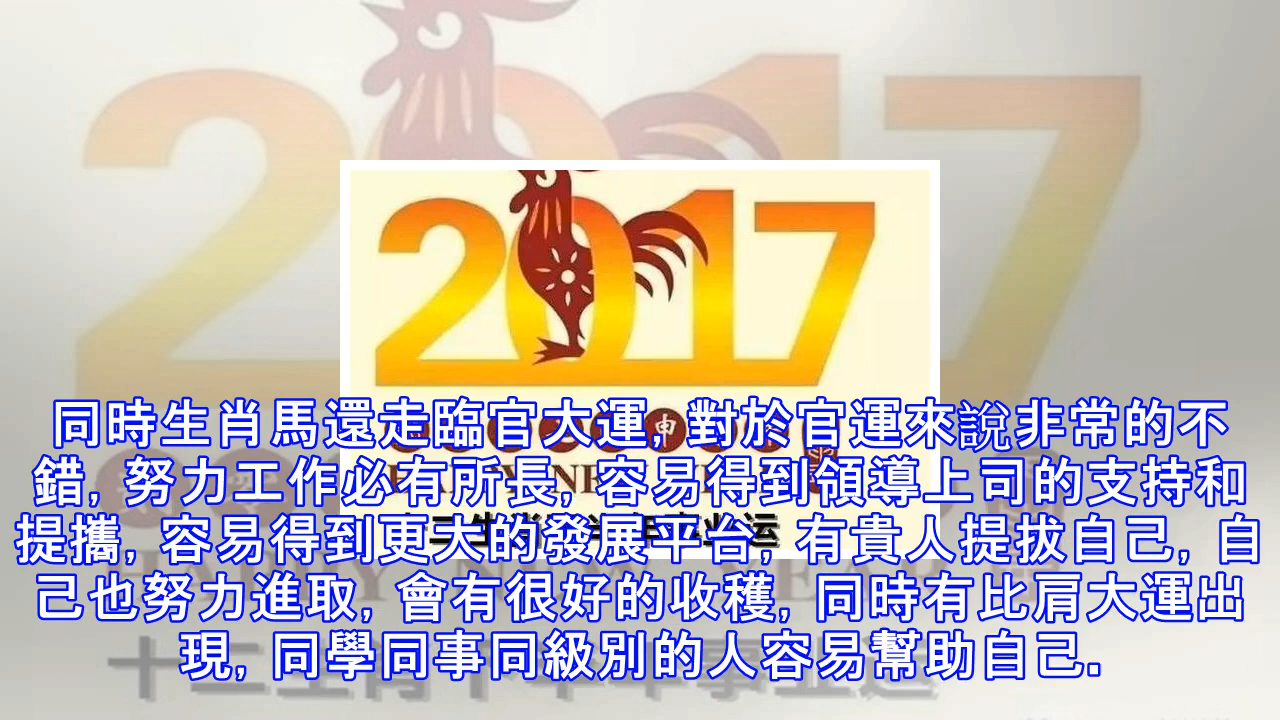 2017
同時生肖馬還走臨官大運, 對於官運來說非常的不
錯, 努力工作必有所長, 容易得到領導上司的支持和
提攜, 容易得到更大的發展平台, 有貴人提拔自己, 自
己也努力進取, 會有很好的收穫, 同時有比肩大運出
現, 同學同事同級別的人容易幫助自己.